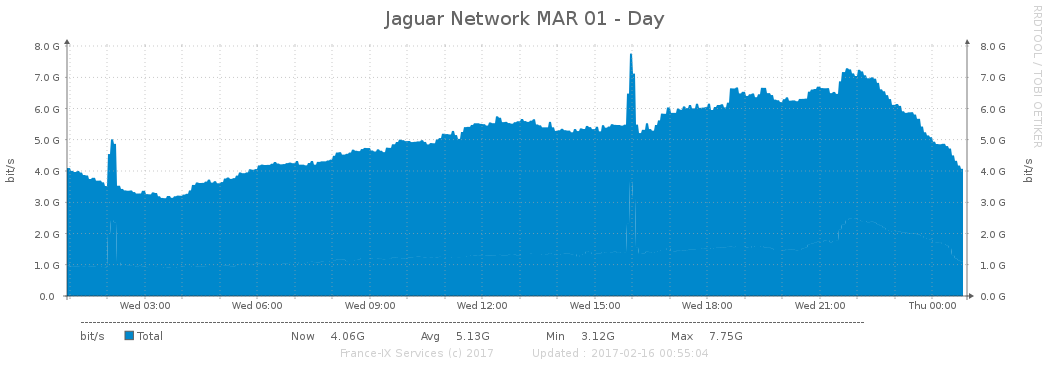 Jaguar Network MAR 01 - Day
RRDTOOL / TOBI OETIKER
bit/s
8.0 G
7.0 G
6.0 G
5.0 G
4.0 G
3.0 G
2.0 G
1.0 G
0.0
8.0 G
7.0 G
6.0 G
5.0 G
4.0 G
3.0 G
2.0 G
1.0 G
0.0 G
bit/s
Wed 03:00 Wed 06:00 Wed 09:00 Wed 12:00 Wed 15:00 Wed 18:00 Wed 21:00 Thu 00:00
bit/s Total Now 4.06G Avg 5.13G Min 3.12G Max 7.75G
France-IX Services (c) 2017 Updated : 2017-02-16 00:55:04